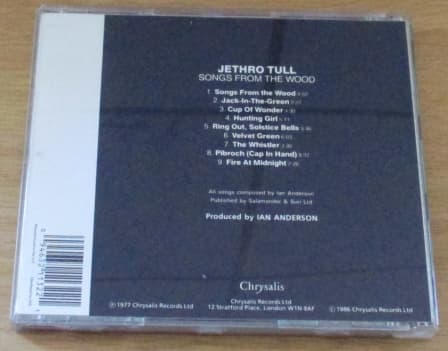 JETHRO TULL
SONGS FROM THE WOOD
1 Songs From the Wood
2. Jack-In-The-Green
3. Cup Of Wonder
4. Hunting Girl
5 Ring Out, Solstice Bells
6 Velvet Green
7 The Whistler
8. Pibroch (Cap In Hand)
9 Fire At Midnight
All songs composed by Ian Anderson
Published by Salamander & Son Ltd
Produced by IAN ANDERSON
Chrysalis
Ⓟ 1977 Chrysalis Records Ltd
Chrysalis Records Ltd
12 Stratford Place, London W1N 9AF
© 1986 Chrysalis Records Ltd